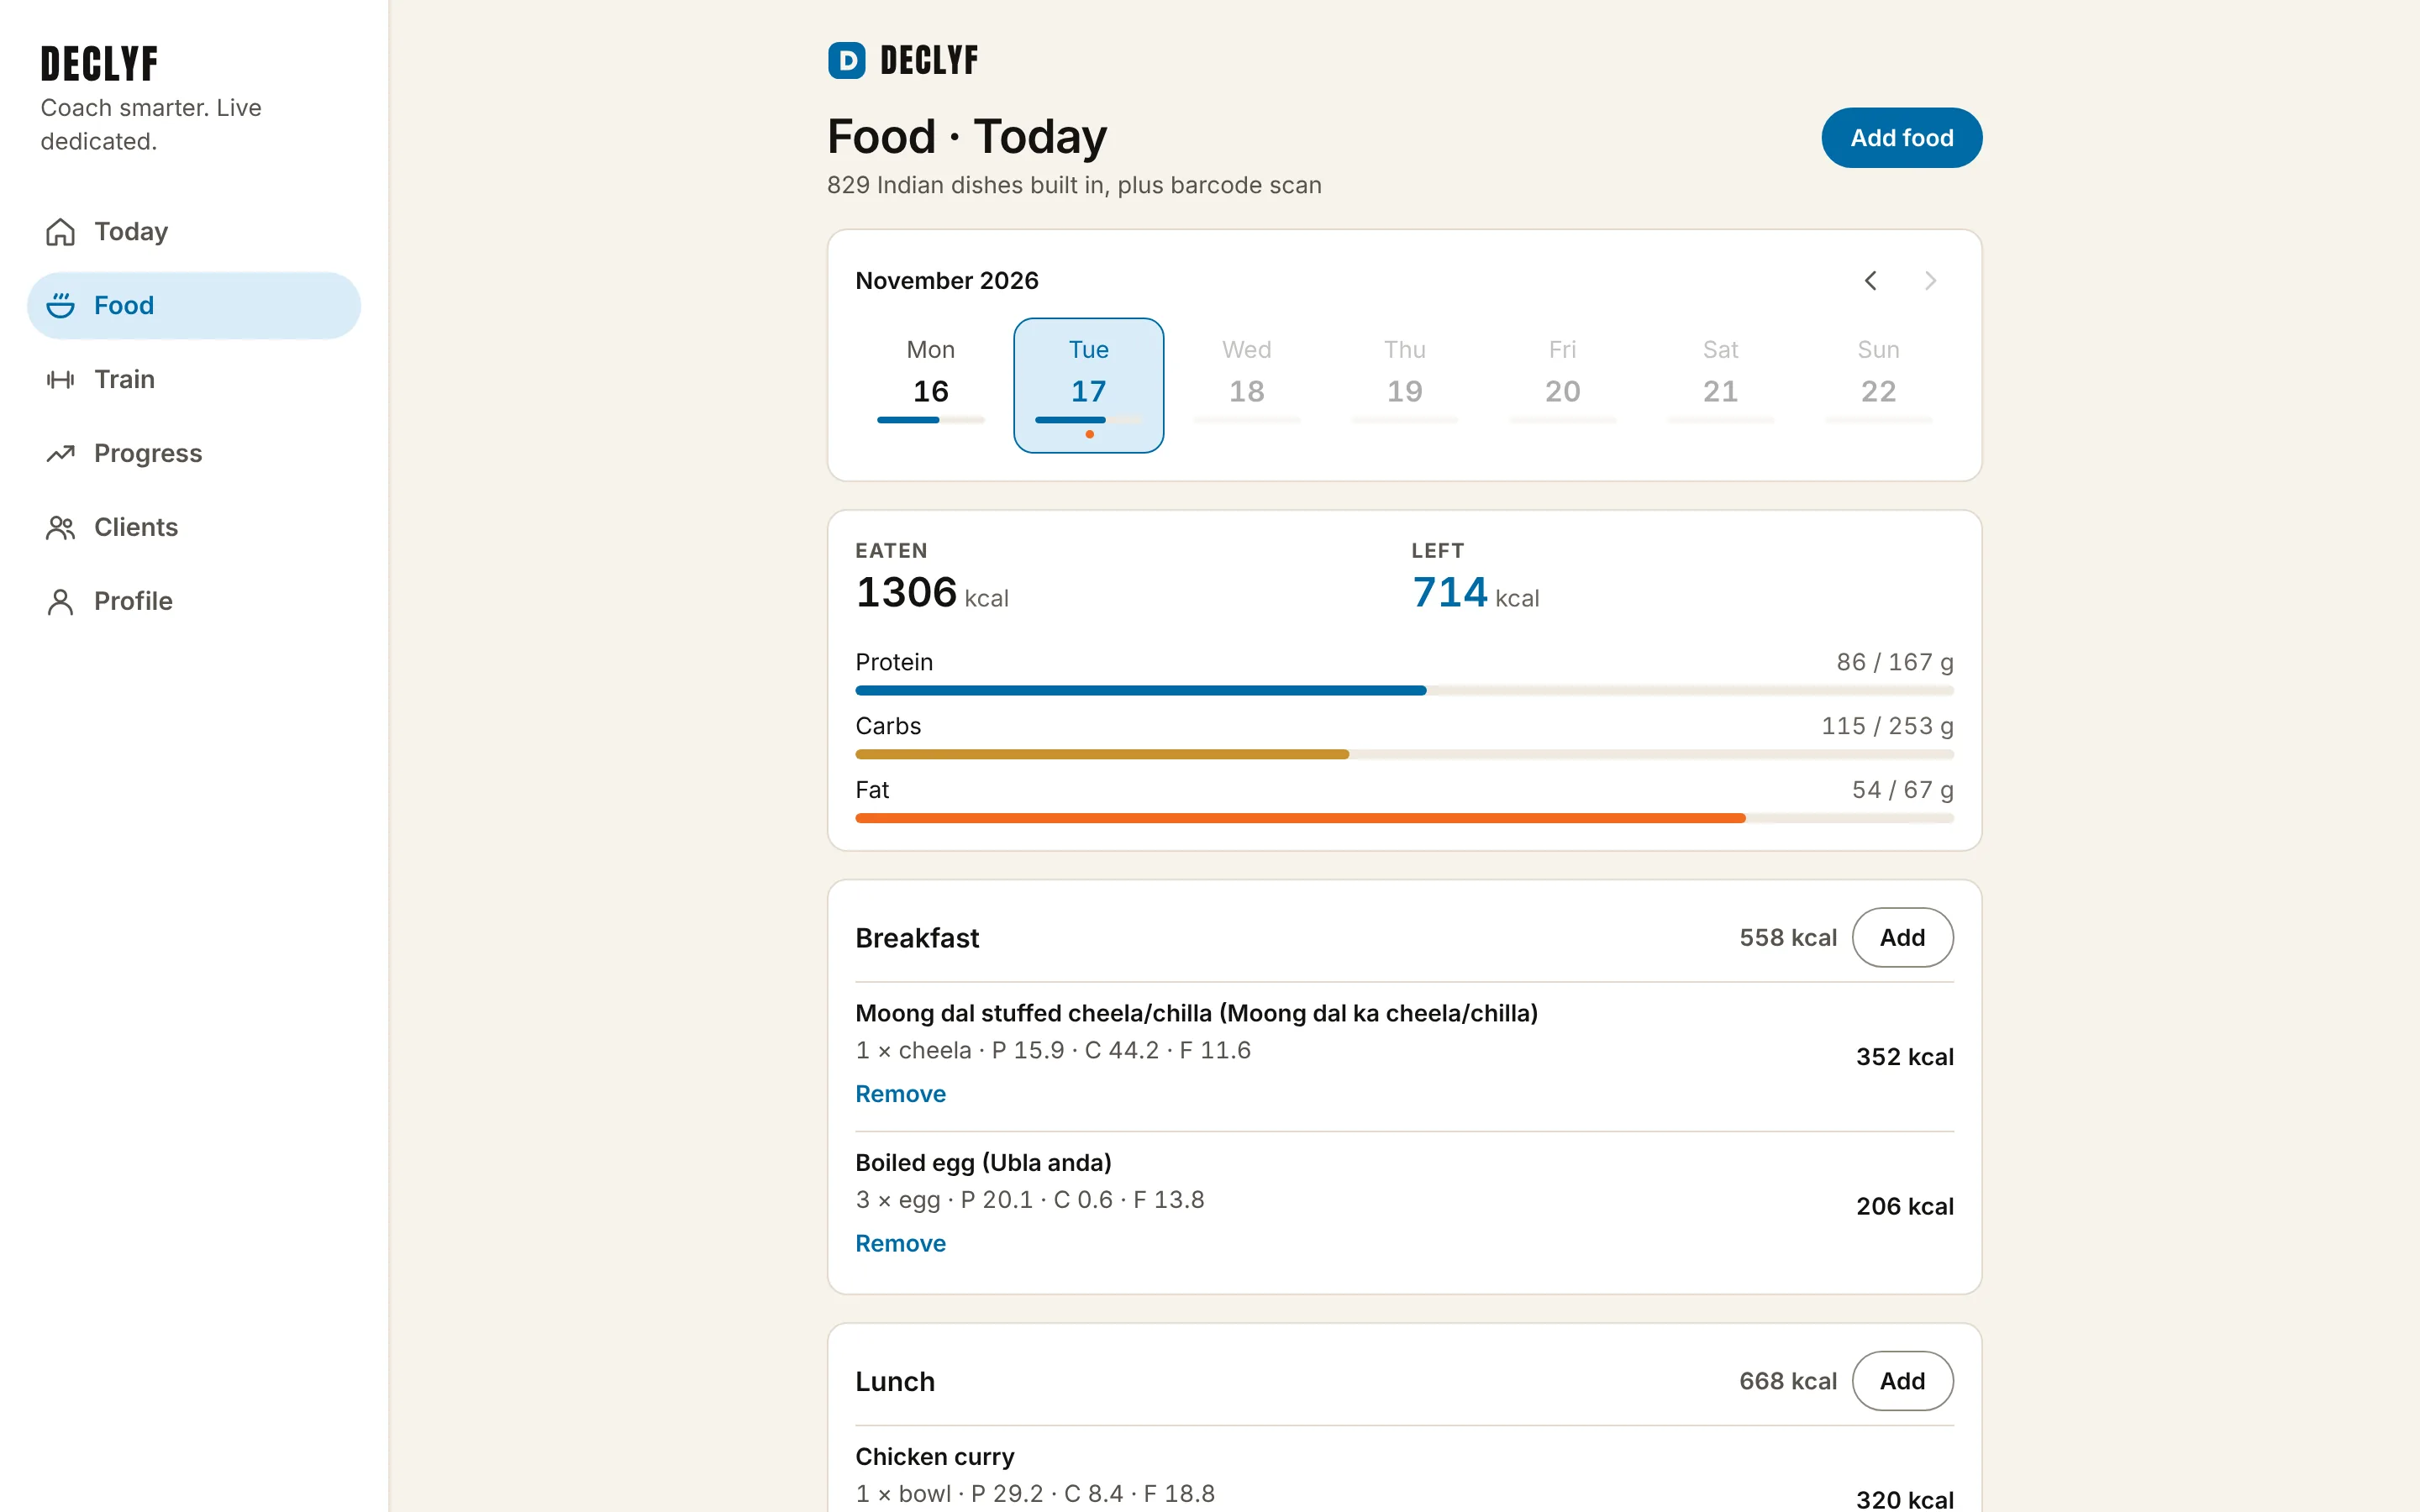 DECLYF
Coach smarter. Live
dedicated.
Today
Food
Train
Progress
Clients
Profile
D DECLYF
Food · Today
Add food
829 Indian dishes built in, plus barcode scan
November 2026
Mon Tue Wed Thu Fri Sat Sun
16 17 18 19 20 21 22
EATEN LEFT
1306 kcal 714 kcal
Protein 86 / 167 g
Carbs 115 / 253 g
Fat 54 / 67 g
Breakfast 558 kcal Add
Moong dal stuffed cheela/chilla (Moong dal ka cheela/chilla)
1 × cheela · P 15.9 · C 44.2 · F 11.6
352 kcal
Remove
Boiled egg (Ubla anda)
3 × egg · P 20.1 · C 0.6 · F 13.8
206 kcal
Remove
Lunch 668 kcal Add
Chicken curry
1 × bowl · P 29.2 · C 8.4 · F 18.8
320 kcal